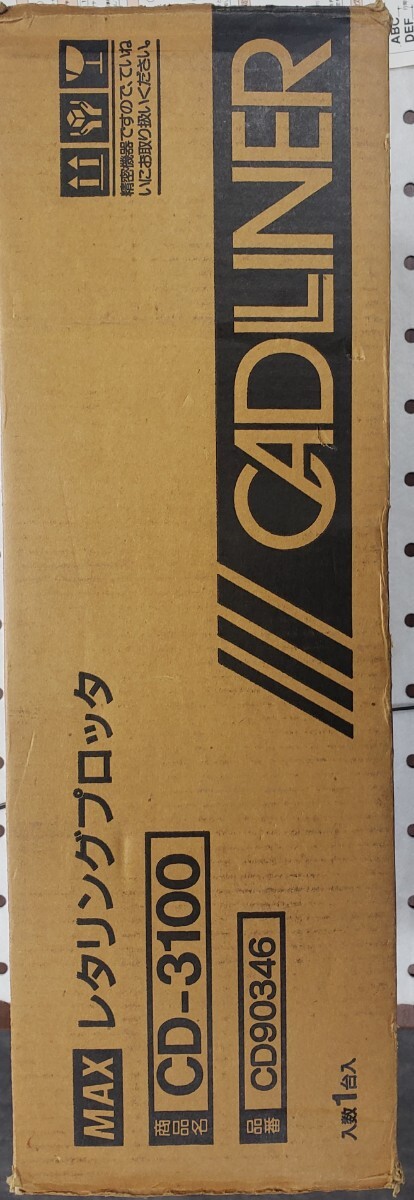 MAX レタリングプロッタ
商品名 CD-3100
品番 CD90346
入数1台入
CADLINER
精密機器ですので、ていね
いにお取り扱いください。
ABC
DEF